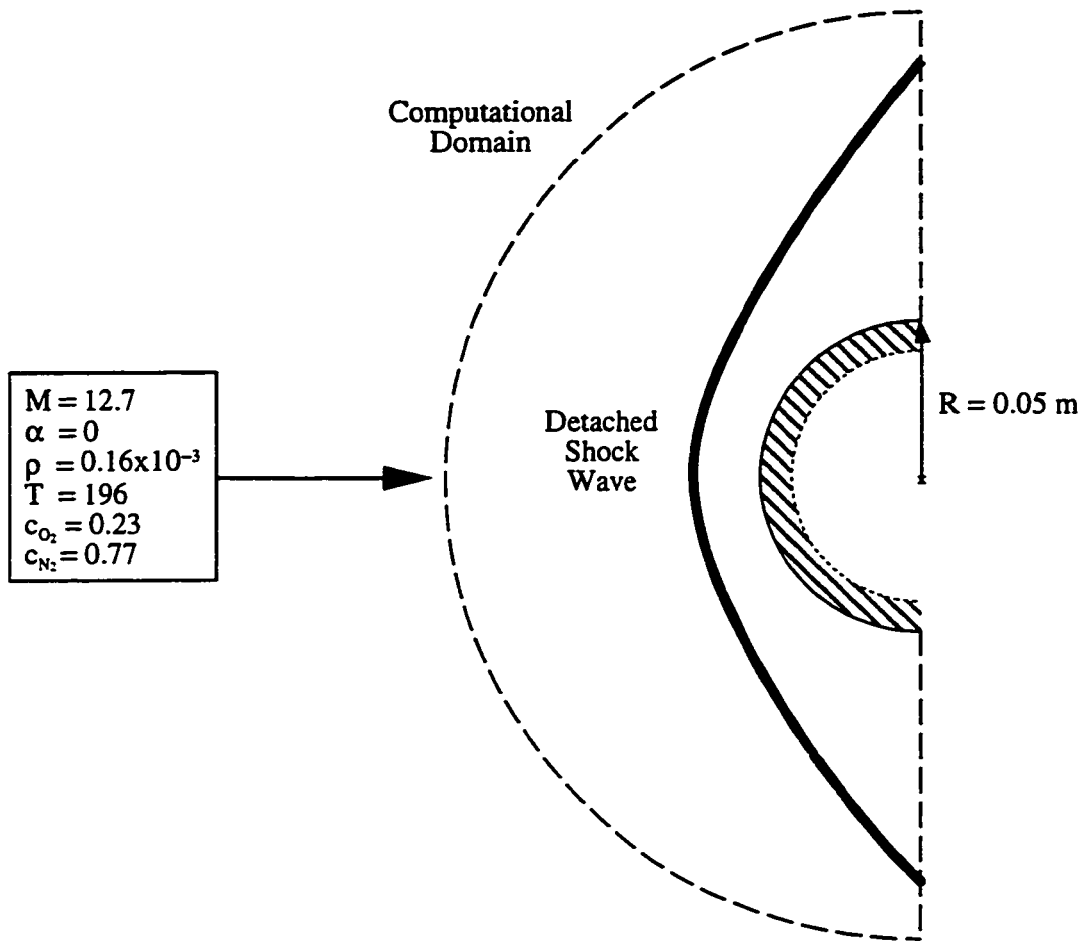 Computational
Domain
M = 12.7
α = 0
ρ = 0.16x10⁻³
T = 196
c_O₂ = 0.23
c_N₂ = 0.77
Detached
Shock
Wave
R = 0.05 m